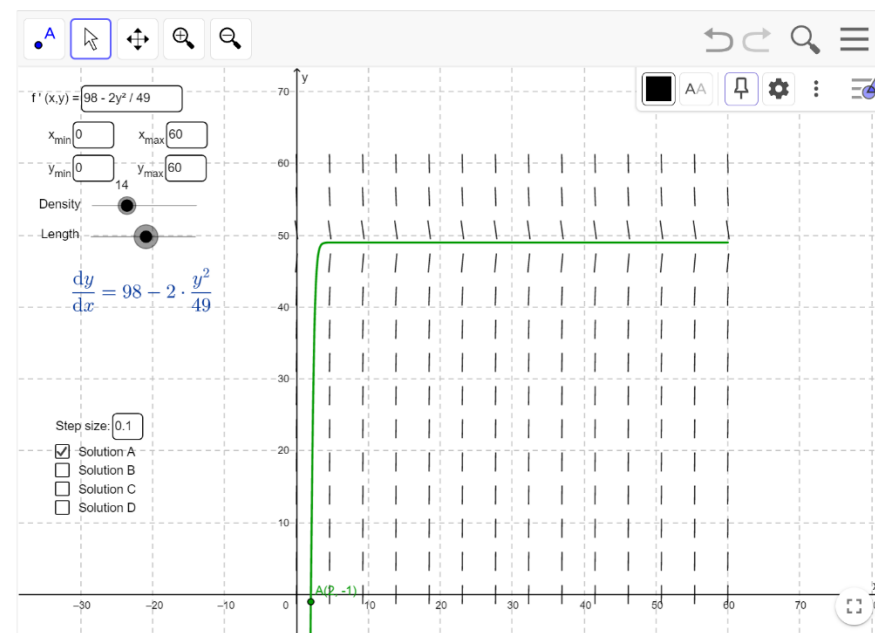 A
AA
f ' (x,y) = 98 - 2y² / 49
xmin 0 xmax 60
ymin 0 ymax 60
14
Density
Length
dy/dx = 98 − 2 · y²/49
Step size: 0.1
Solution A
Solution B
Solution C
Solution D
y
70
60
50
40
30
20
10
A(2, -1)
–30 –20 –10 0 10 20 30 40 50 60 70
x